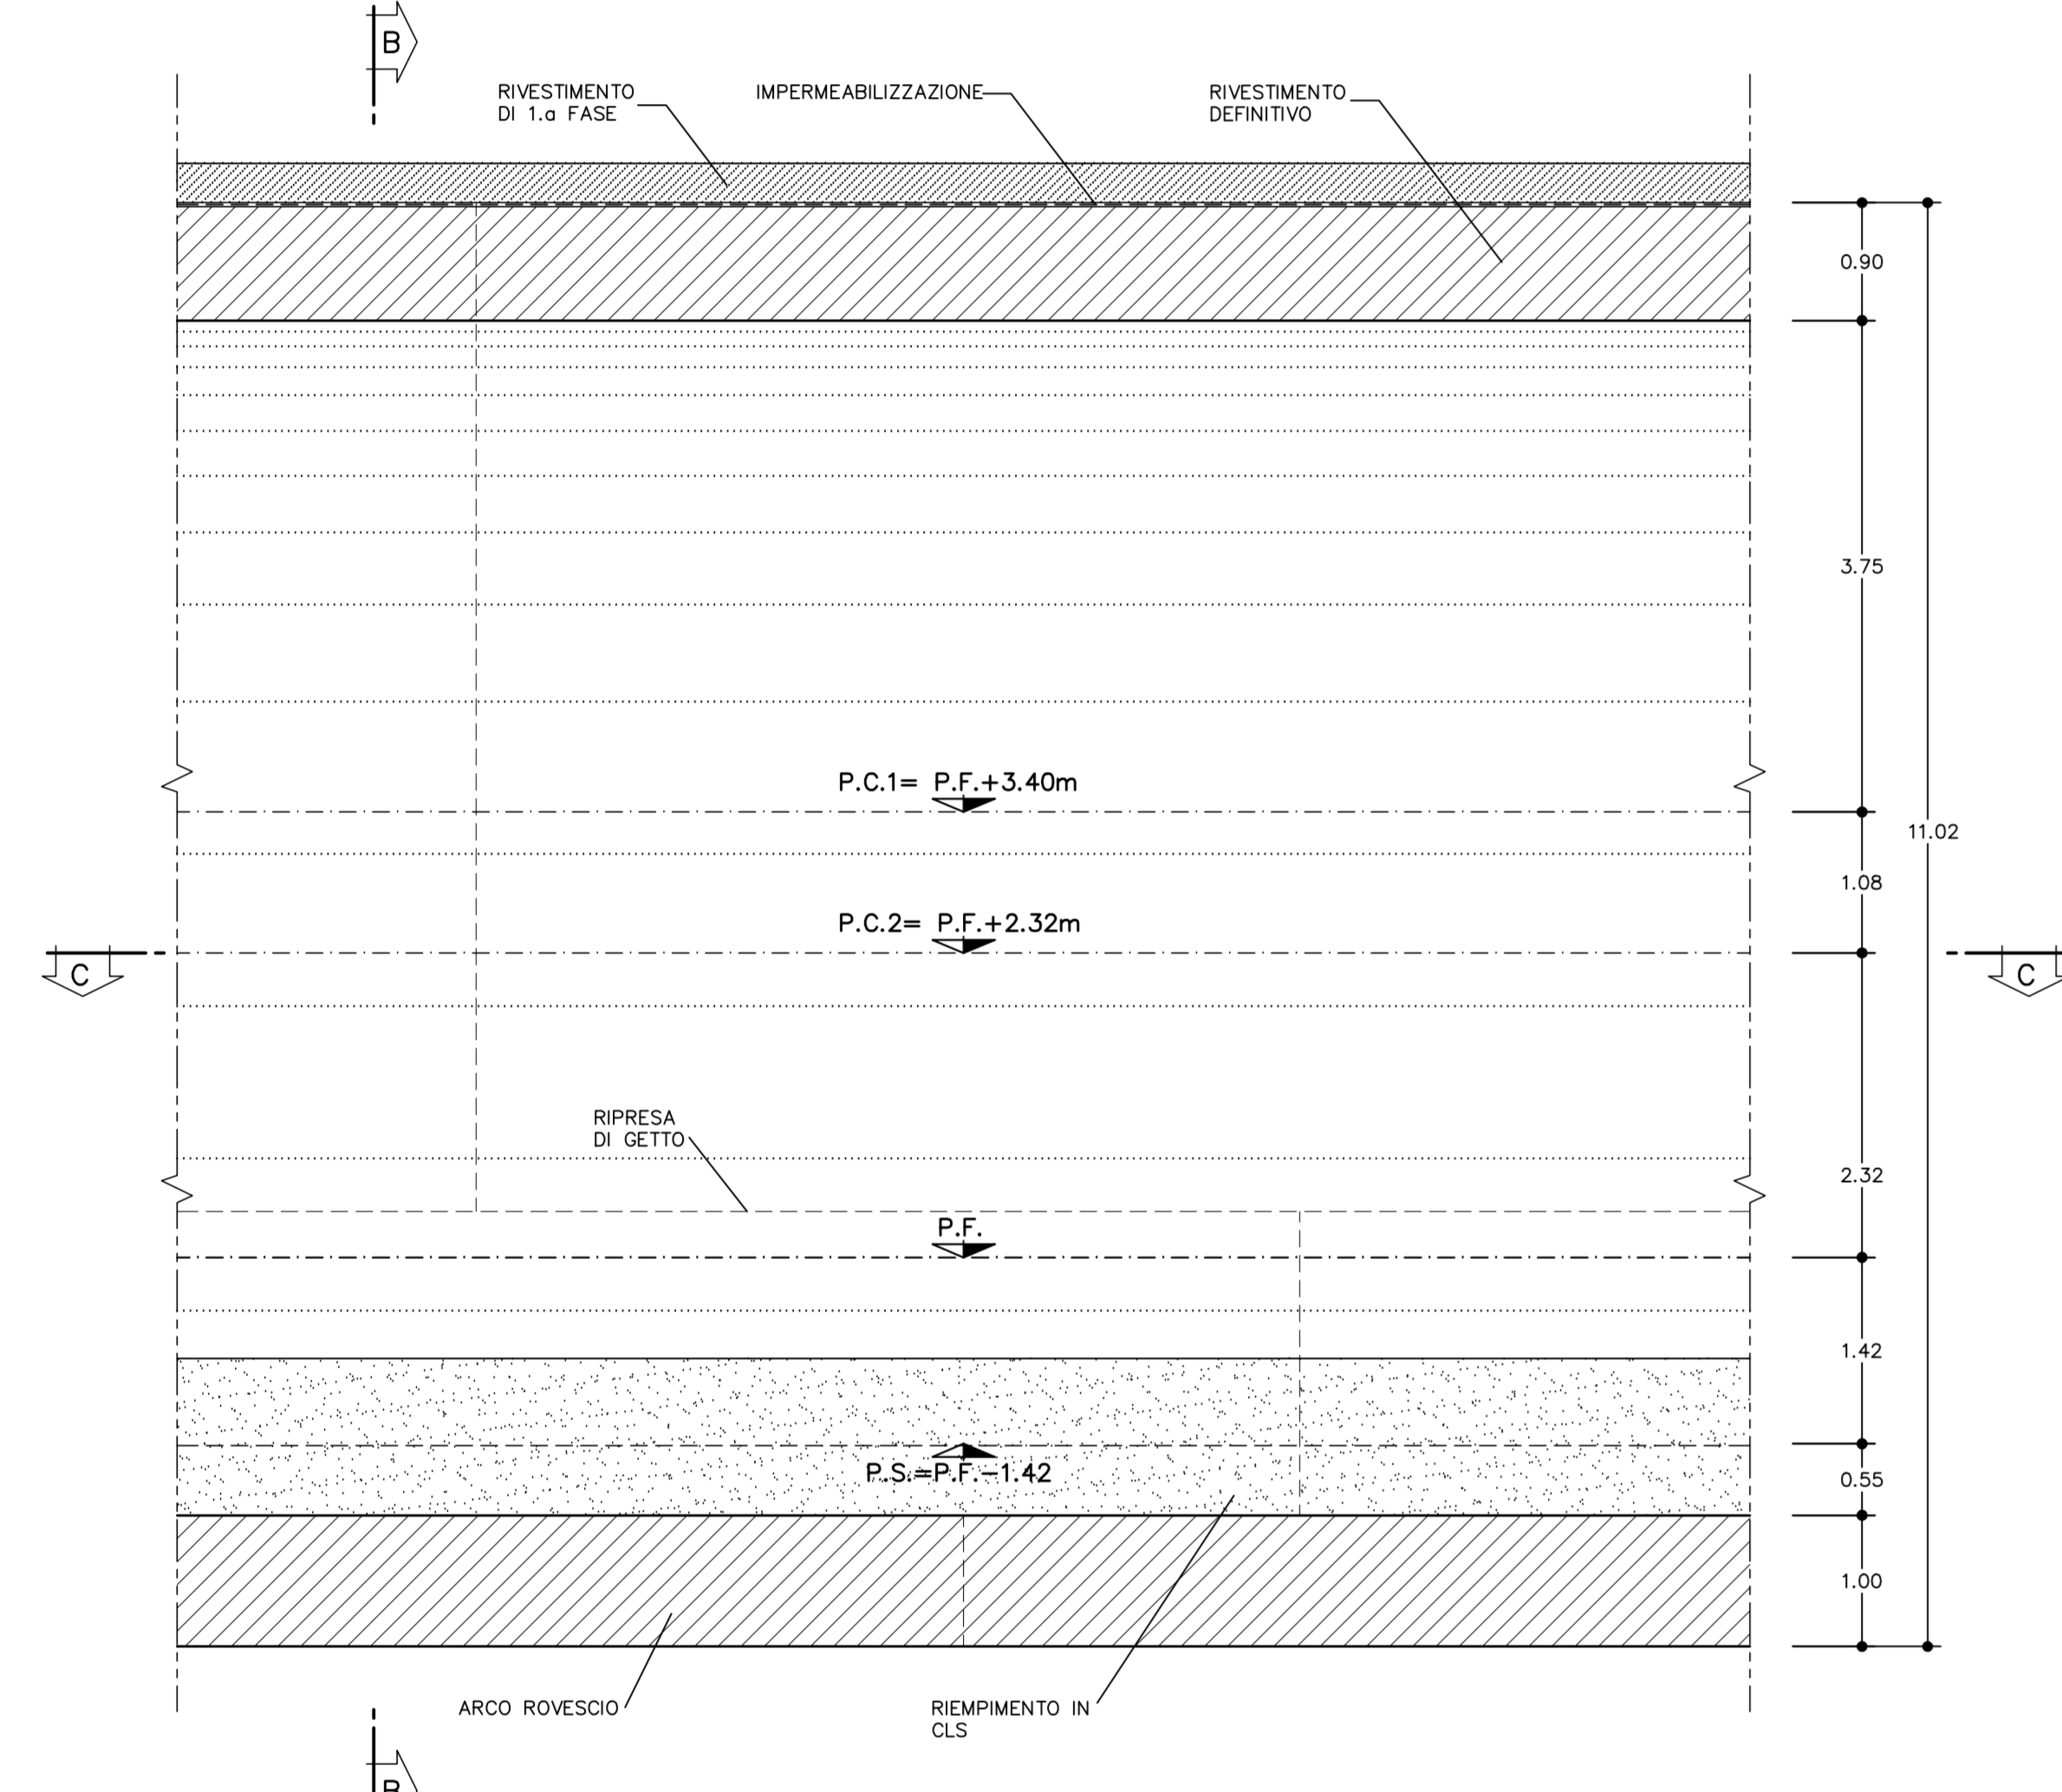 B
RIVESTIMENTO
DI 1.a FASE
IMPERMEABILIZZAZIONE
RIVESTIMENTO
DEFINITIVO
0.90
3.75
P.C.1= P.F.+3.40m
11.02
1.08
P.C.2= P.F.+2.32m
C
C
RIPRESA
DI GETTO
2.32
P.F.
1.42
P.S.=P.F.-1.42
0.55
1.00
ARCO ROVESCIO
RIEMPIMENTO IN
CLS
B